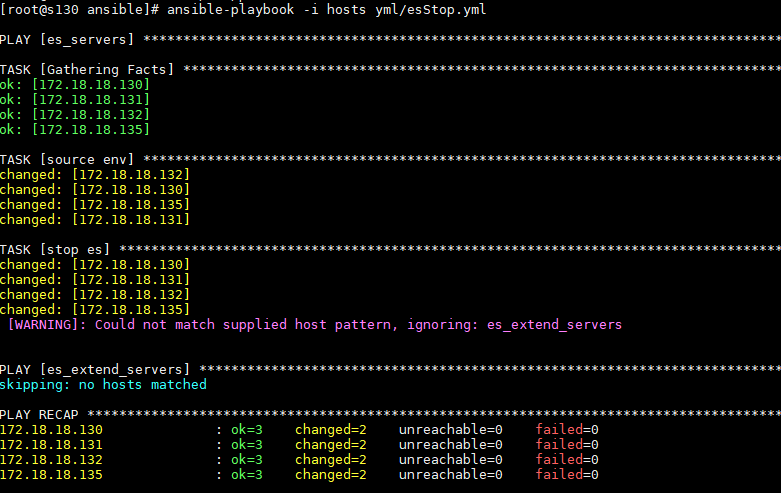 [root@s130 ansible]# ansible-playbook -i hosts yml/esStop.yml
PLAY [es_servers] ********************************************************************************
TASK [Gathering Facts] ***************************************************************************
ok: [172.18.18.130]
ok: [172.18.18.131]
ok: [172.18.18.132]
ok: [172.18.18.135]
TASK [source env] ********************************************************************************
changed: [172.18.18.132]
changed: [172.18.18.130]
changed: [172.18.18.135]
changed: [172.18.18.131]
TASK [stop es] ***********************************************************************************
changed: [172.18.18.130]
changed: [172.18.18.131]
changed: [172.18.18.132]
changed: [172.18.18.135]
[WARNING]: Could not match supplied host pattern, ignoring: es_extend_servers
PLAY [es_extend_servers] *************************************************************************
skipping: no hosts matched
PLAY RECAP ***************************************************************************************
172.18.18.130 : ok=3 changed=2 unreachable=0 failed=0
172.18.18.131 : ok=3 changed=2 unreachable=0 failed=0
172.18.18.132 : ok=3 changed=2 unreachable=0 failed=0
172.18.18.135 : ok=3 changed=2 unreachable=0 failed=0